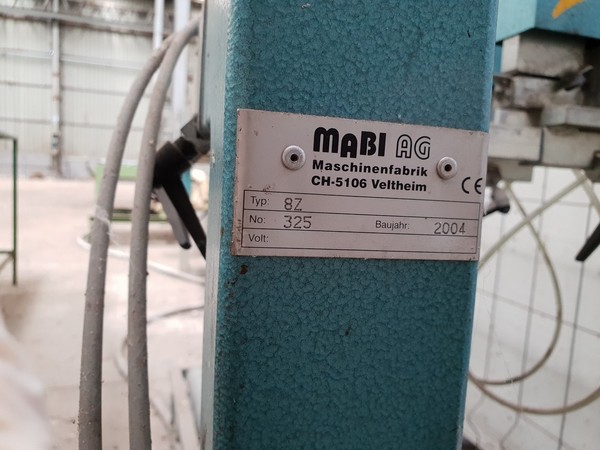 MABI AG
Maschinenfabrik
CH-5106 Veltheim
CE
Typ: 8Z
No: 325 Baujahr: 2004
Volt: